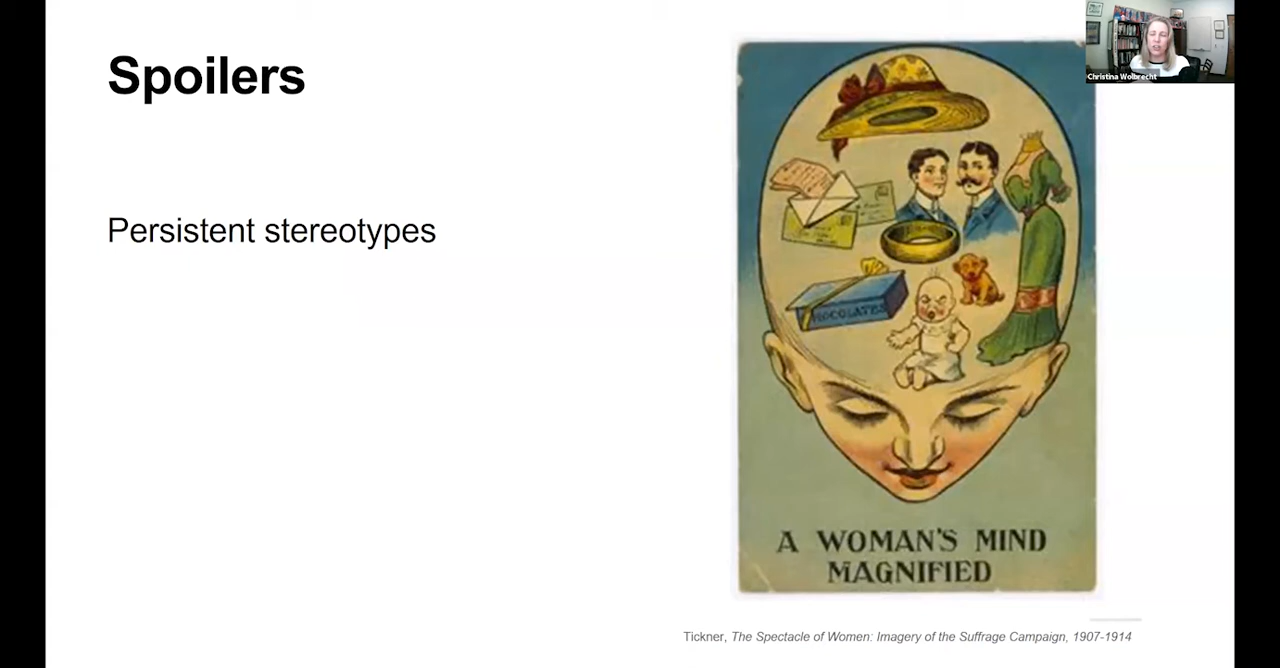 Spoilers
Persistent stereotypes
Christina Wolbrecht
HOCOLATES
A WOMAN'S MIND
MAGNIFIED
Tickner, The Spectacle of Women: Imagery of the Suffrage Campaign, 1907-1914